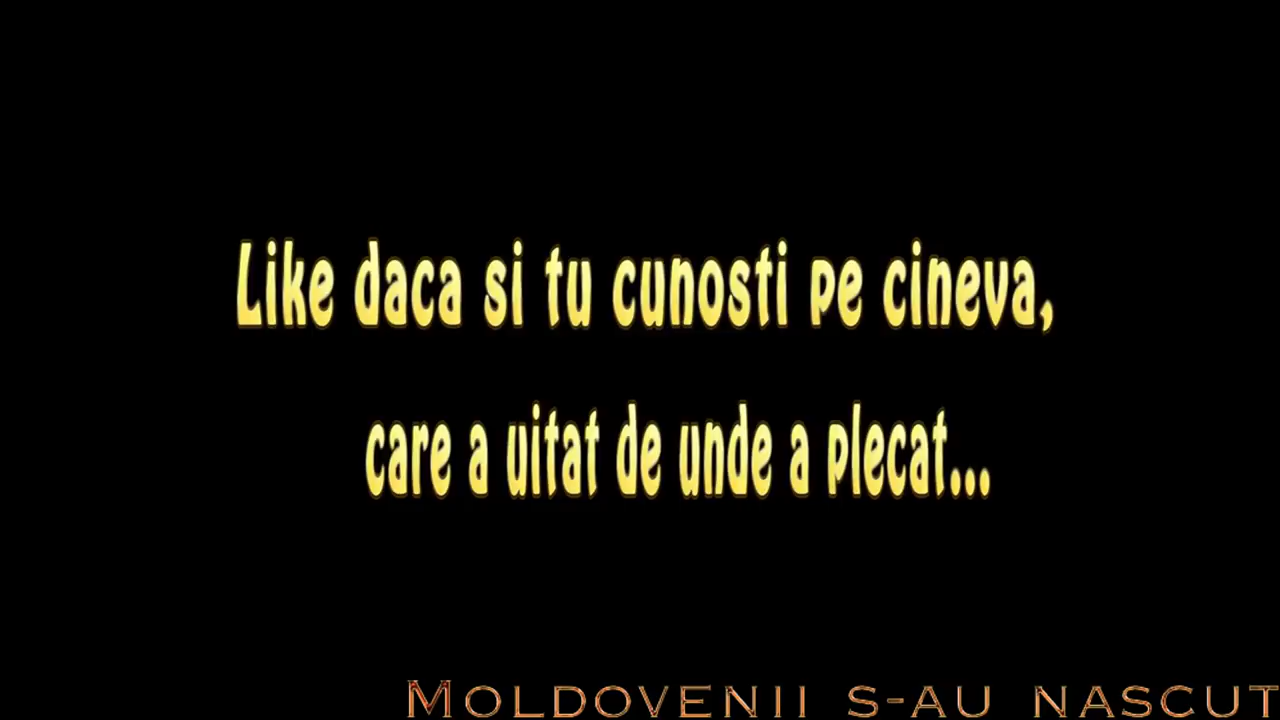 Like daca si tu cunosti pe cineva,
care a uitat de unde a plecat...
MOLDOVENII S-AU NASCUT